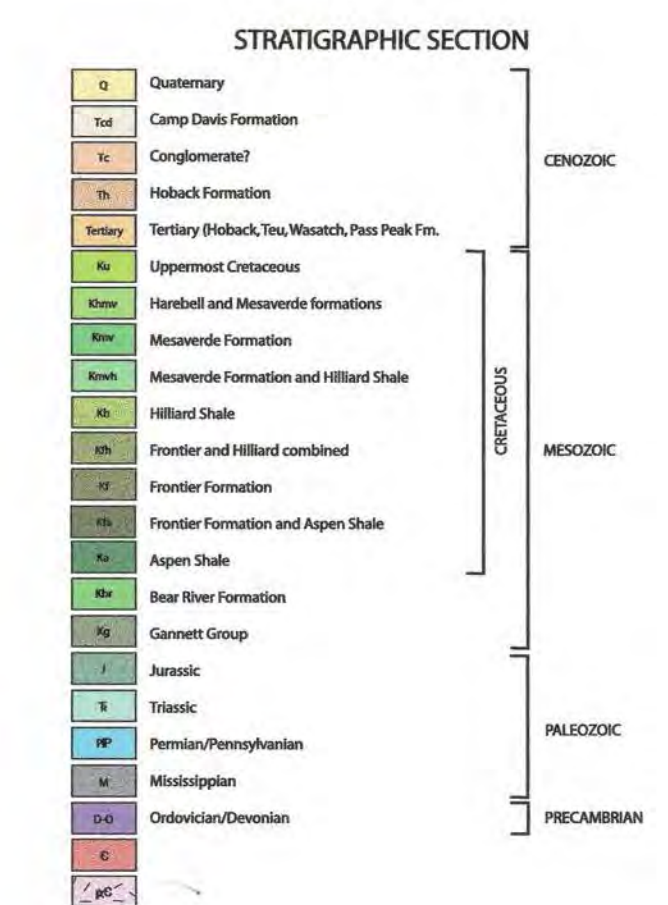 STRATIGRAPHIC SECTION
Q Quaternary
Tcd Camp Davis Formation
Tc Conglomerate?
Th Hoback Formation
Tertiary Tertiary (Hoback, Teu, Wasatch, Pass Peak Fm.
CENOZOIC
Ku Uppermost Cretaceous
Khmv Harebell and Mesaverde formations
Kmv Mesaverde Formation
Kmvh Mesaverde Formation and Hilliard Shale
Kh Hilliard Shale
Kfh Frontier and Hilliard combined
Kf Frontier Formation
Kfa Frontier Formation and Aspen Shale
Ka Aspen Shale
CRETACEOUS
Kbr Bear River Formation
Kg Gannett Group
MESOZOIC
J Jurassic
Ŧ Triassic
PIP Permian/Pennsylvanian
M Mississippian
PALEOZOIC
D-O Ordovician/Devonian
PRECAMBRIAN
Є
pЄ